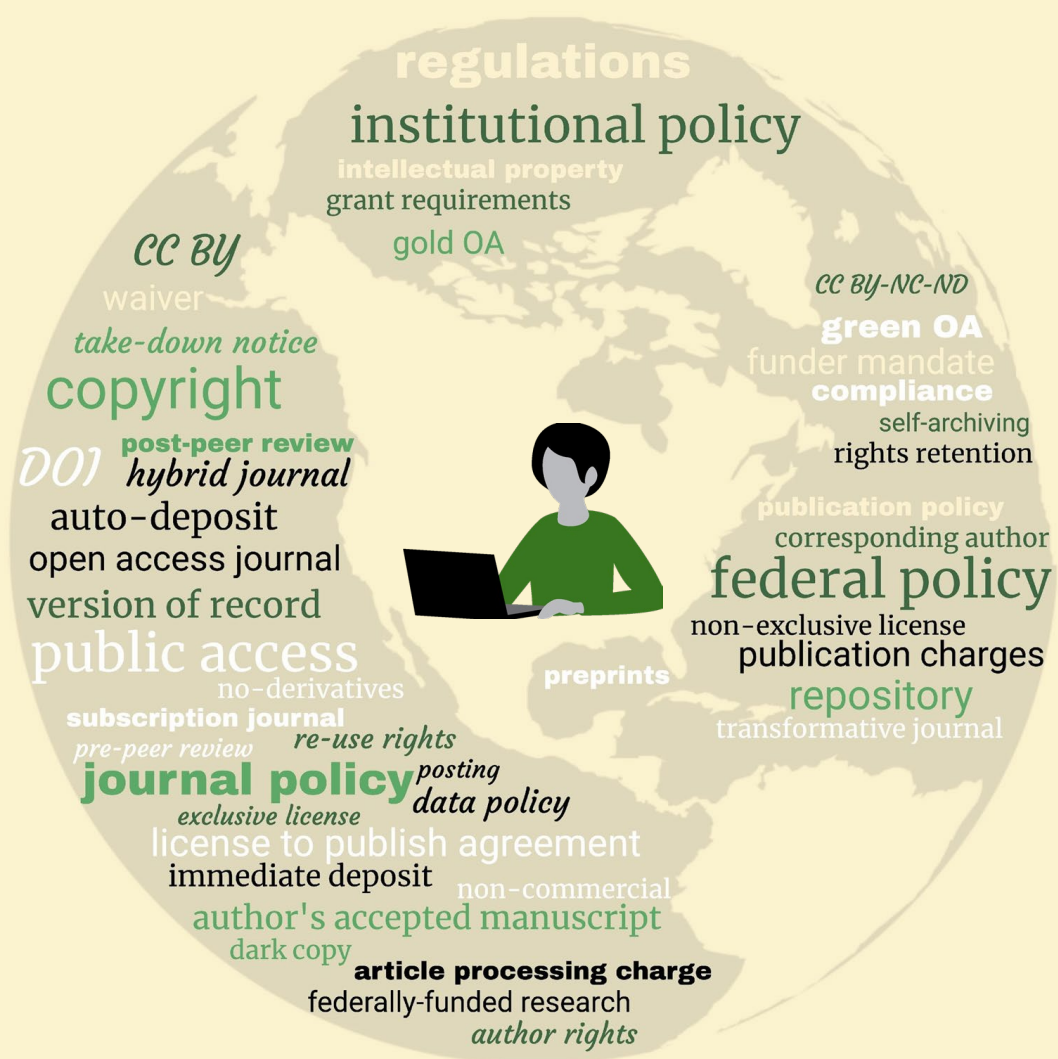 regulations
institutional policy
intellectual property
grant requirements
gold OA
CC BY
waiver
take-down notice
copyright
post-peer review
DOI
hybrid journal
auto-deposit
open access journal
version of record
public access
no-derivatives
subscription journal
pre-peer review
re-use rights
journal policy
posting
data policy
exclusive license
license to publish agreement
immediate deposit
non-commercial
author's accepted manuscript
dark copy
article processing charge
federally-funded research
author rights
preprints
CC BY-NC-ND
green OA
funder mandate
compliance
self-archiving
rights retention
publication policy
corresponding author
federal policy
non-exclusive license
publication charges
repository
transformative journal